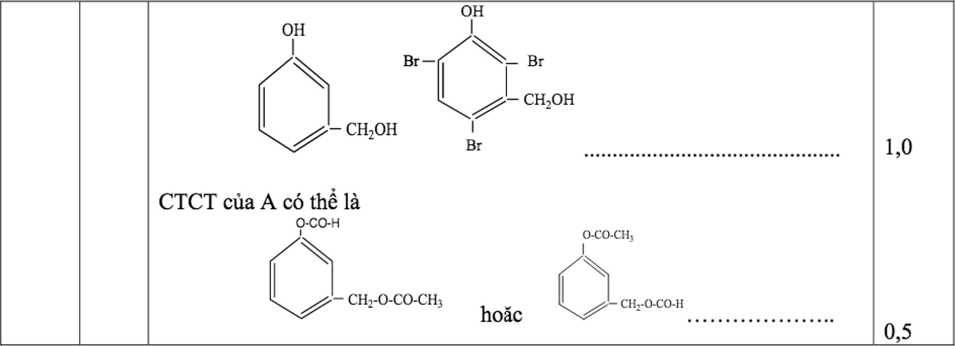 OH
CH₂OH
OH
Br
Br
CH₂OH
Br
................................................
1,0
CTCT của A có thể là
O-CO-H
CH₂-O-CO-CH₃
hoặc
O-CO-CH₃
CH₂-O-CO-H
......................
0,5